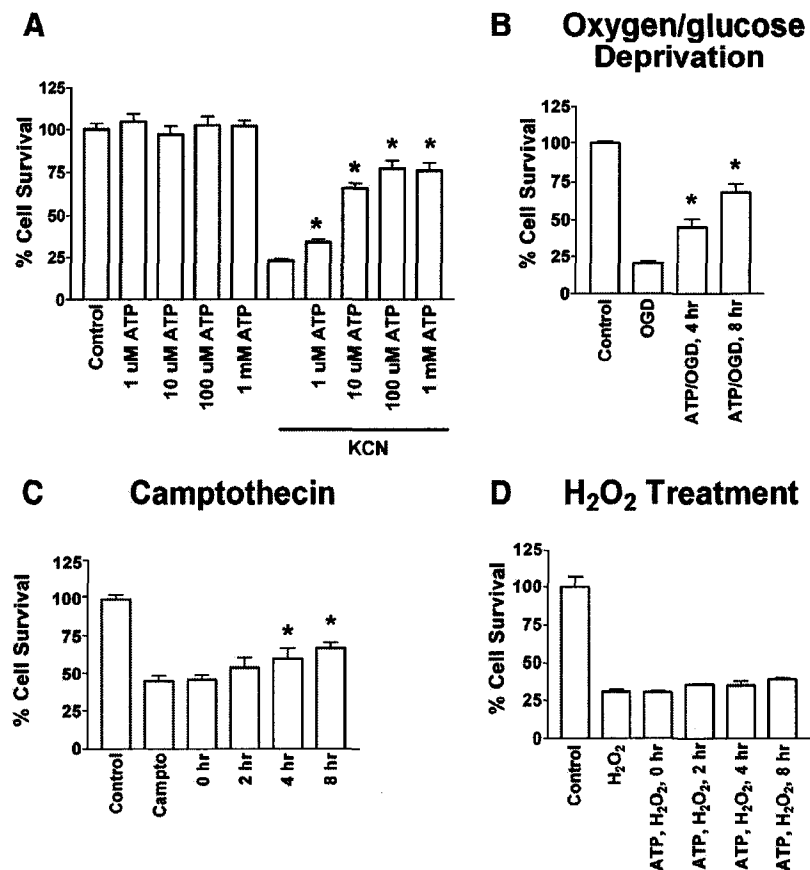 A
% Cell Survival
125
100
75
50
25
0
* * * *
Control
1 uM ATP
10 uM ATP
100 uM ATP
1 mM ATP
1 uM ATP
10 uM ATP
100 uM ATP
1 mM ATP
KCN
B Oxygen/glucose
Deprivation
% Cell Survival
125
100
75
50
25
0
* *
Control
OGD
ATP/OGD, 4 hr
ATP/OGD, 8 hr
C Camptothecin
% Cell Survival
125
100
75
50
25
0
* *
Control
Campto
0 hr
2 hr
4 hr
8 hr
D H₂O₂ Treatment
% Cell Survival
125
100
75
50
25
0
Control
H₂O₂
ATP, H₂O₂, 0 hr
ATP, H₂O₂, 2 hr
ATP, H₂O₂, 4 hr
ATP, H₂O₂, 8 hr